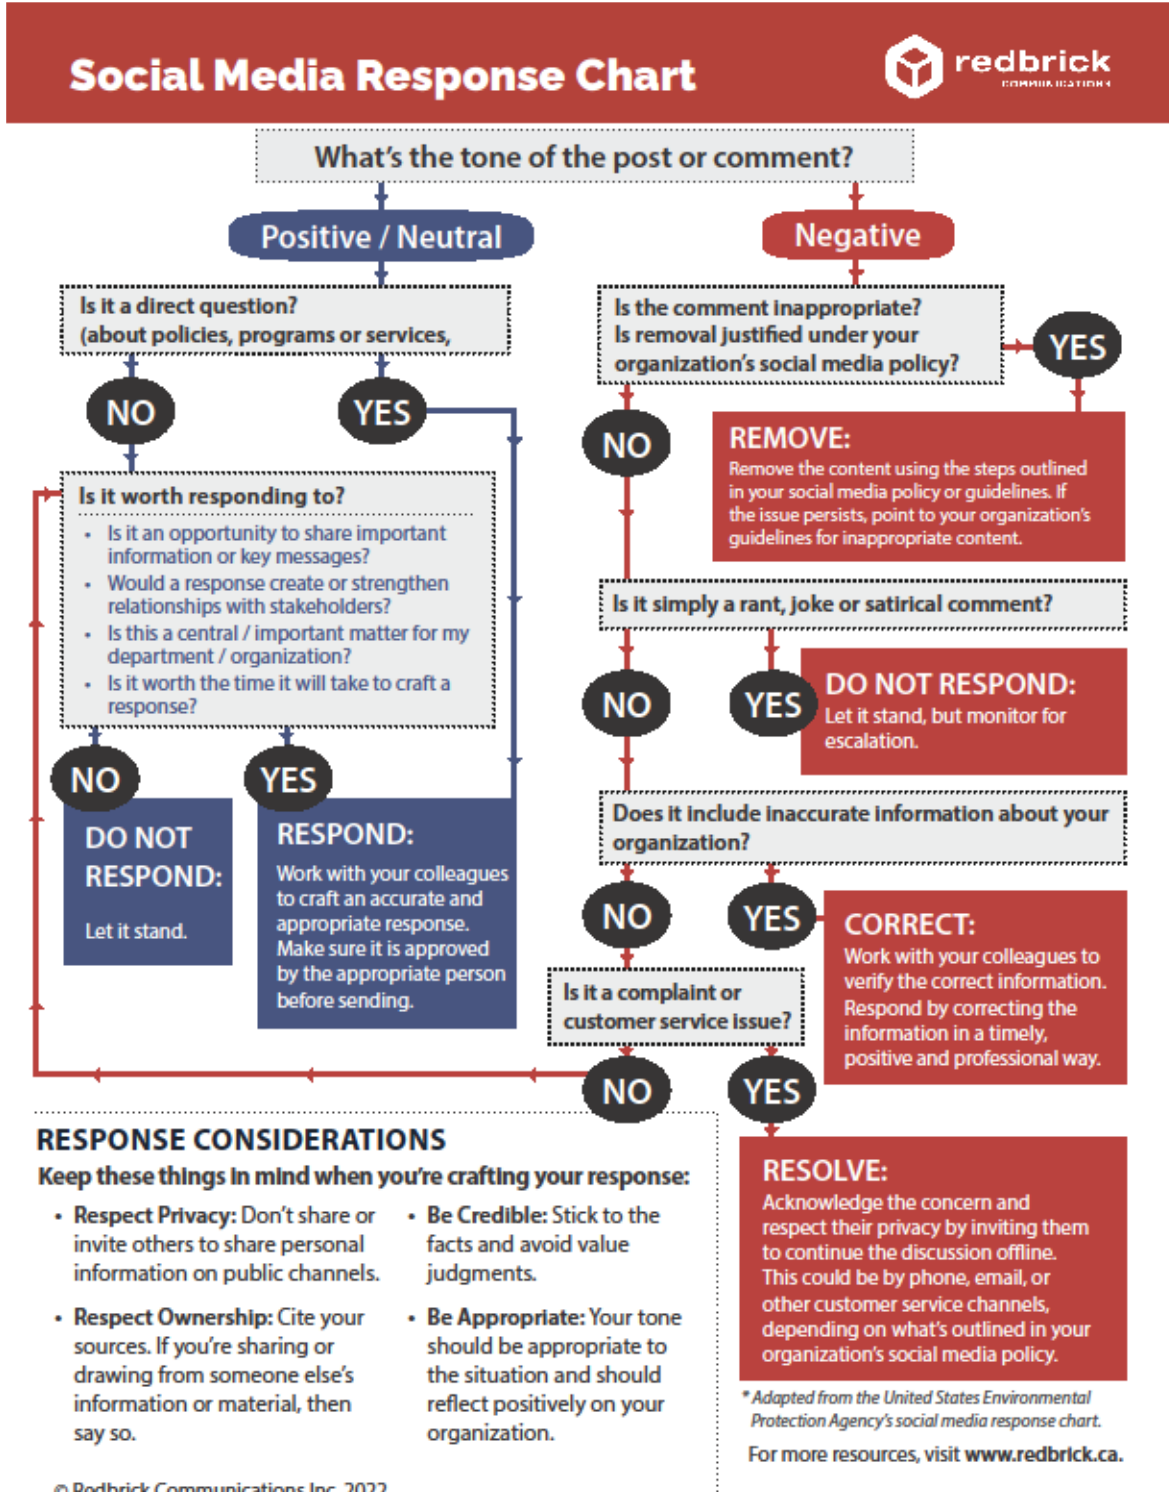 Social Media Response Chart
redbrick
COMMUNICATIONS
What's the tone of the post or comment?
Positive / Neutral
Negative
Is it a direct question?
(about policies, programs or services,
NO
YES
Is it worth responding to?
• Is it an opportunity to share important
information or key messages?
• Would a response create or strengthen
relationships with stakeholders?
• Is this a central / important matter for my
department / organization?
• Is it worth the time it will take to craft a
response?
NO
YES
DO NOT
RESPOND:
Let it stand.
RESPOND:
Work with your colleagues
to craft an accurate and
appropriate response.
Make sure it is approved
by the appropriate person
before sending.
Is the comment inappropriate?
Is removal justified under your
organization's social media policy?
YES
NO
REMOVE:
Remove the content using the steps outlined
in your social media policy or guidelines. If
the issue persists, point to your organization's
guidelines for inappropriate content.
Is it simply a rant, joke or satirical comment?
NO
YES
DO NOT RESPOND:
Let it stand, but monitor for
escalation.
Does it include inaccurate information about your
organization?
NO
YES
CORRECT:
Work with your colleagues to
verify the correct information.
Respond by correcting the
information in a timely,
positive and professional way.
Is it a complaint or
customer service issue?
NO
YES
RESOLVE:
Acknowledge the concern and
respect their privacy by inviting them
to continue the discussion offline.
This could be by phone, email, or
other customer service channels,
depending on what's outlined in your
organization's social media policy.
RESPONSE CONSIDERATIONS
Keep these things in mind when you're crafting your response:
• Respect Privacy: Don't share or
invite others to share personal
information on public channels.
• Respect Ownership: Cite your
sources. If you're sharing or
drawing from someone else's
information or material, then
say so.
• Be Credible: Stick to the
facts and avoid value
judgments.
• Be Appropriate: Your tone
should be appropriate to
the situation and should
reflect positively on your
organization.
* Adapted from the United States Environmental
Protection Agency's social media response chart.
For more resources, visit www.redbrick.ca.
© Redbrick Communications Inc. 2022